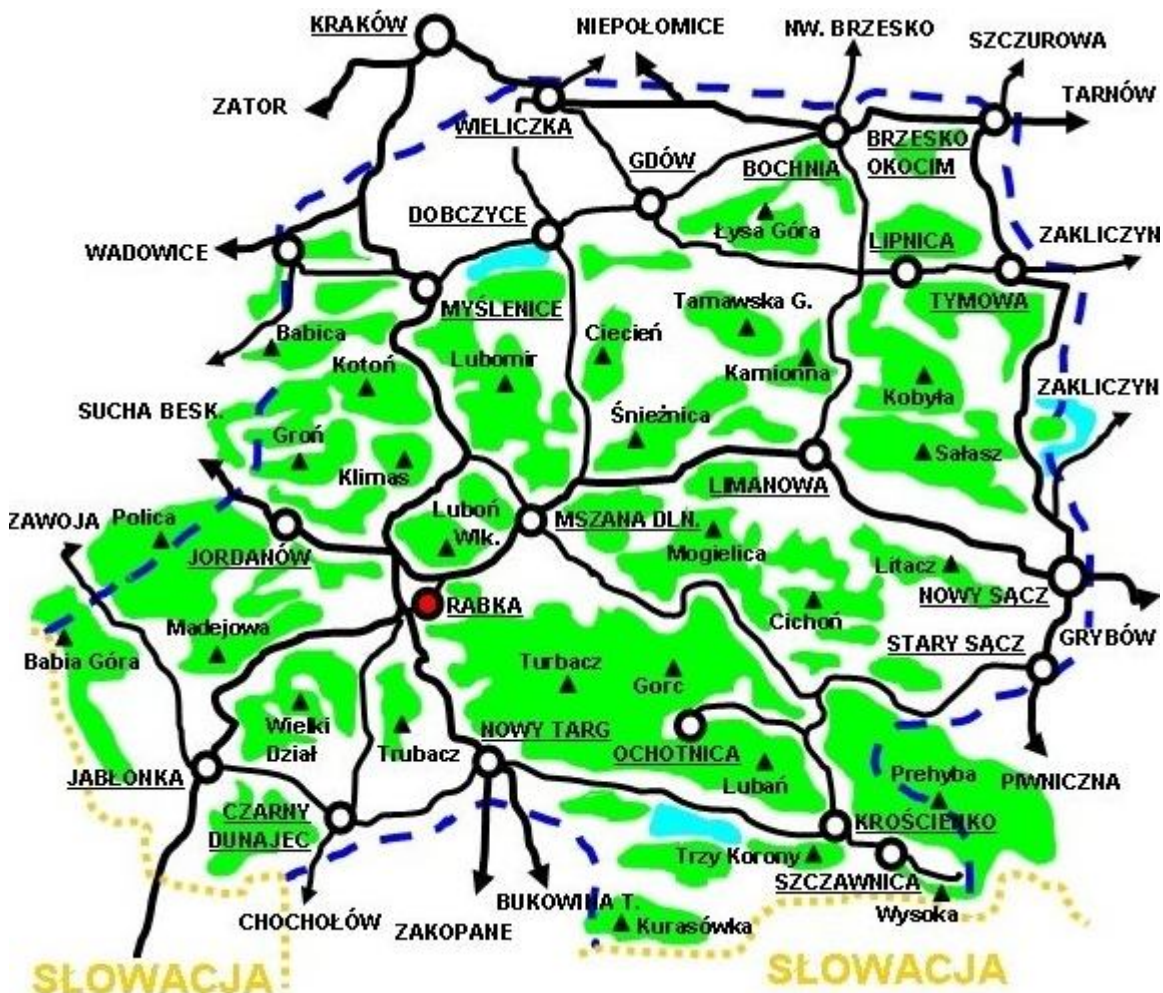 KRAKÓW
NIEPOŁOMICE
NW. BRZESKO
SZCZUROWA
ZATOR
TARNÓW
WIELICZKA
BRZESKO
OKOCIM
GDÓW
BOCHNIA
DOBCZYCE
Łysa Góra
LIPNICA
ZAKLICZYN
WADOWICE
MYŚLENICE
TYMOWA
Tarnawska G.
Babica
Ciecień
Kotoń
Lubomir
Kamionna
Kobyła
ZAKLICZYN
SUCHA BESK.
Śnieżnica
Groń
Klimas
Sałasz
LIMANOWA
Luboń
Wlk.
ZAWOJA
Polica
MSZANA DLN.
JORDANÓW
Mogielica
Litacz
NOWY SĄCZ
RABKA
Cichoń
Madejowa
STARY SĄCZ
GRYBÓW
Babia Góra
Turbacz
Gorc
Wielki
Dział
Trubacz
NOWY TARG
OCHOTNICA
JABŁONKA
Lubań
Prehyba
PIWNICZNA
CZARNY
DUNAJEC
KROŚCIENKO
Trzy Korony
SZCZAWNICA
CHOCHOŁÓW
BUKOWINA T.
ZAKOPANE
Kurasówka
Wysoka
SŁOWACJA
SŁOWACJA